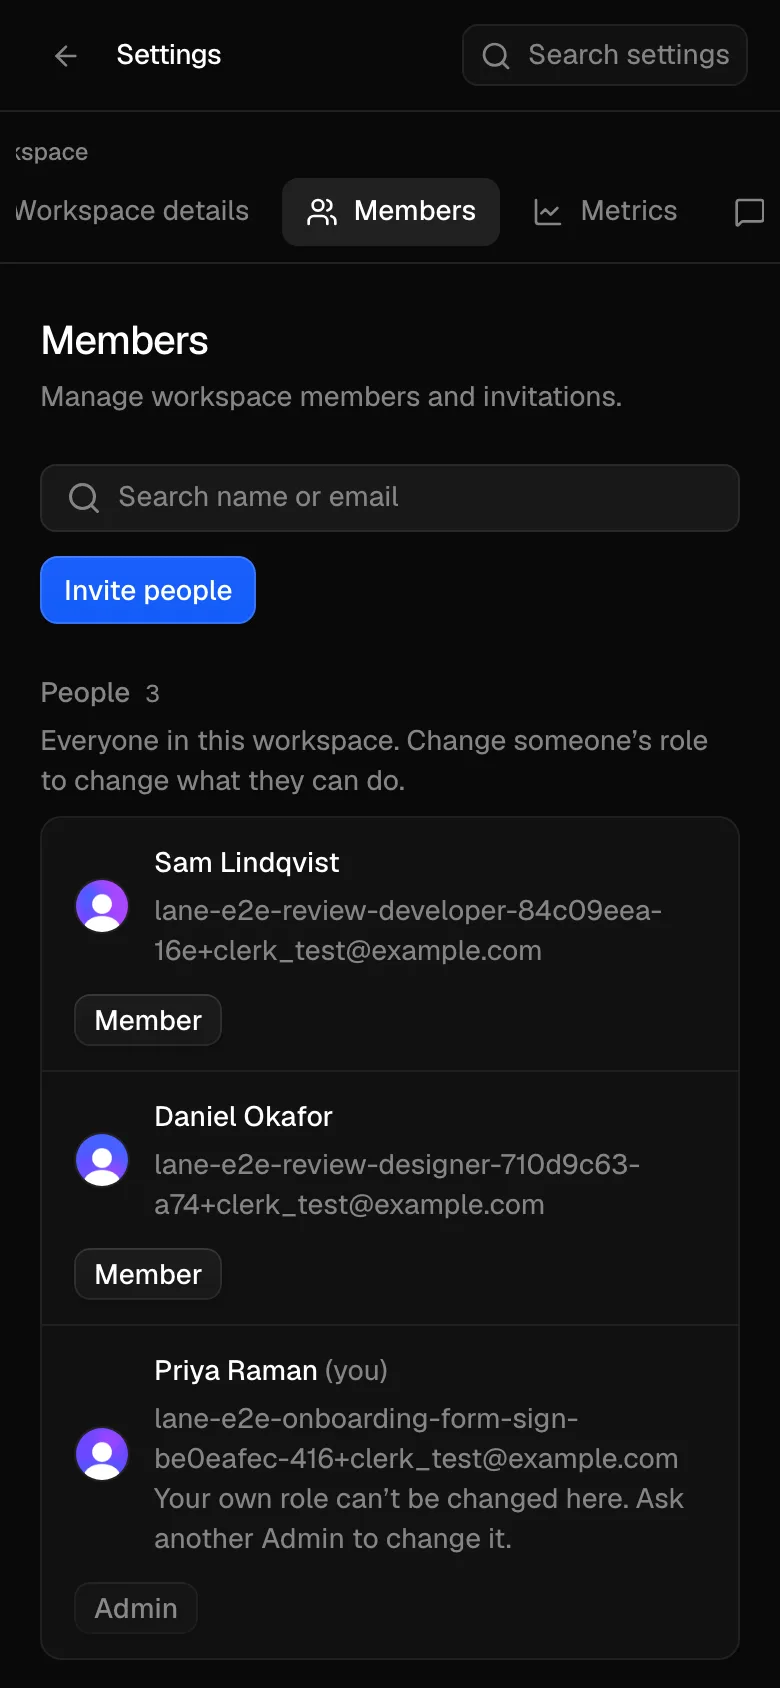 Settings
Search settings
kspace
Workspace details
Members
Metrics
Members
Manage workspace members and invitations.
Search name or email
Invite people
People 3
Everyone in this workspace. Change someone’s role
to change what they can do.
Sam Lindqvist
lane-e2e-review-developer-84c09eea-
16e+clerk_test@example.com
Member
Daniel Okafor
lane-e2e-review-designer-710d9c63-
a74+clerk_test@example.com
Member
Priya Raman (you)
lane-e2e-onboarding-form-sign-
be0eafec-416+clerk_test@example.com
Your own role can’t be changed here. Ask
another Admin to change it.
Admin